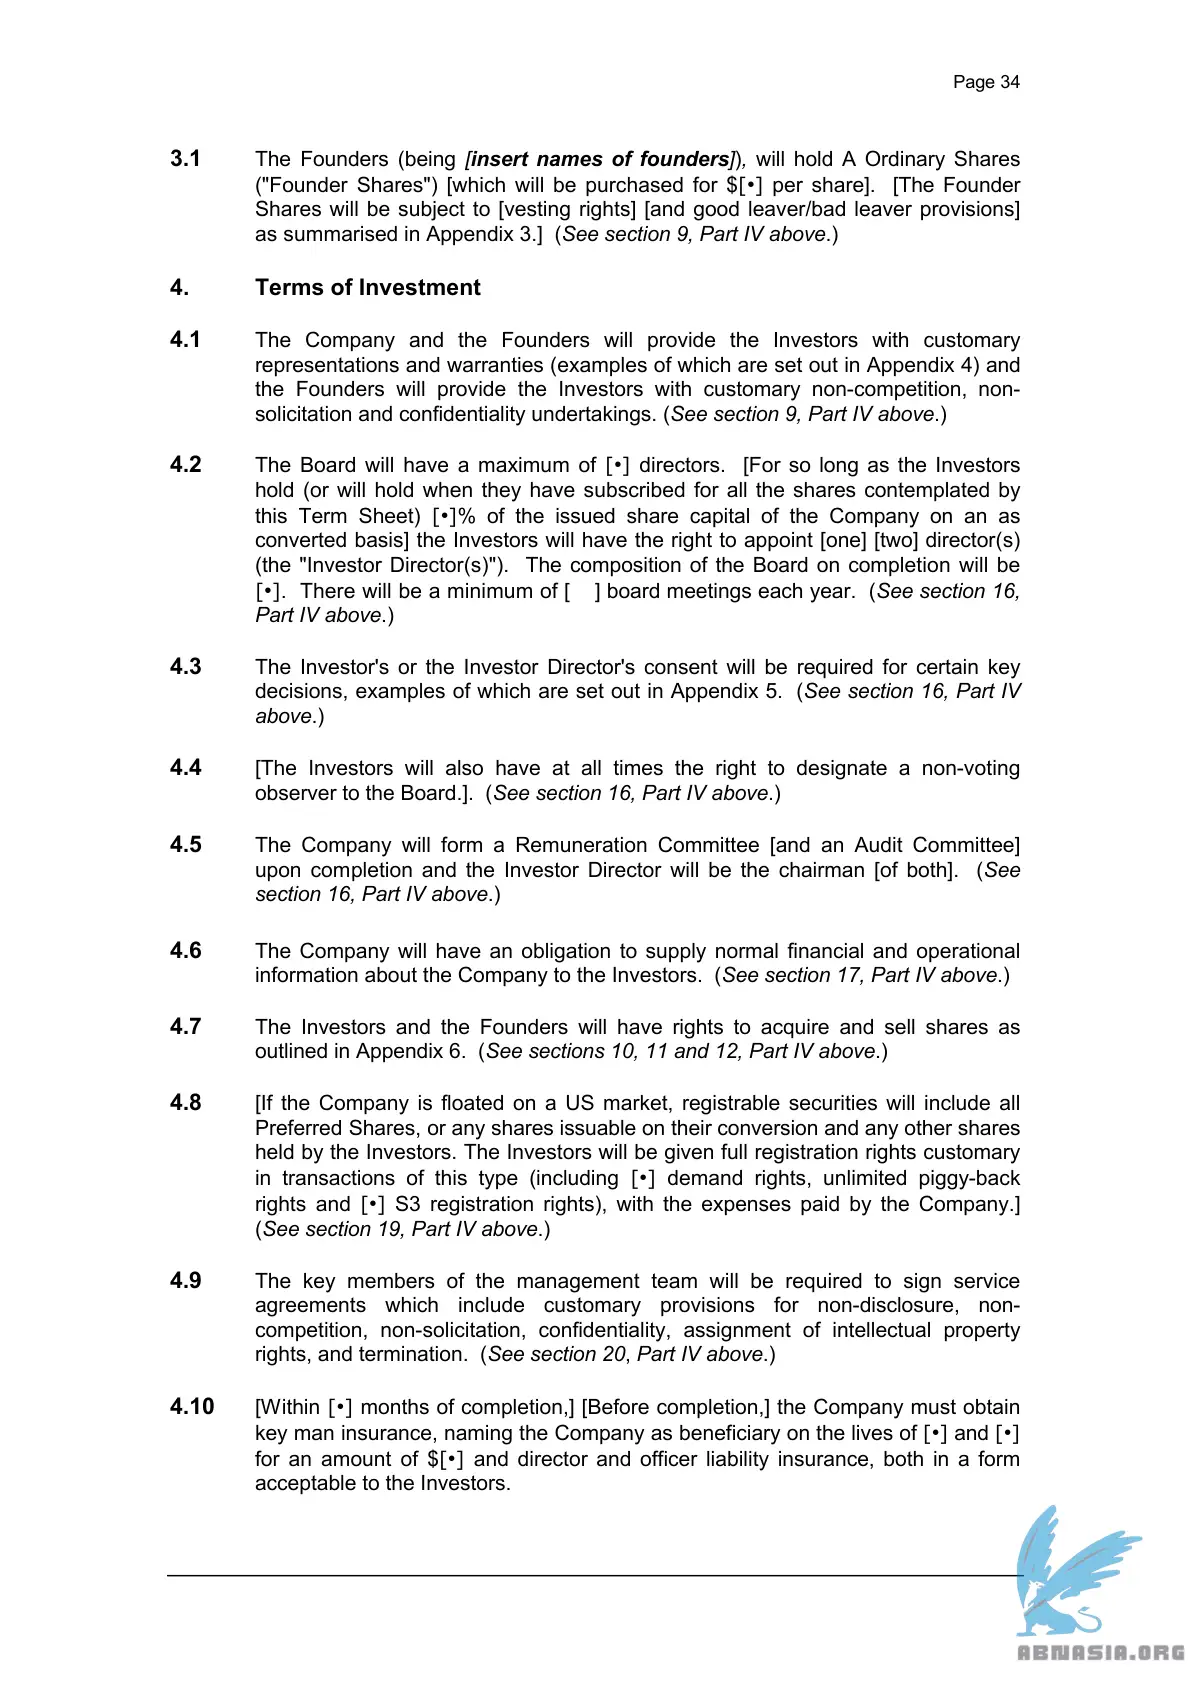 Page 34
3.1 The Founders (being [insert names of founders]), will hold A Ordinary Shares
("Founder Shares") [which will be purchased for $[•] per share]. [The Founder
Shares will be subject to [vesting rights] [and good leaver/bad leaver provisions]
as summarised in Appendix 3.] (See section 9, Part IV above.)
4. Terms of Investment
4.1 The Company and the Founders will provide the Investors with customary
representations and warranties (examples of which are set out in Appendix 4) and
the Founders will provide the Investors with customary non-competition, non-
solicitation and confidentiality undertakings. (See section 9, Part IV above.)
4.2 The Board will have a maximum of [•] directors. [For so long as the Investors
hold (or will hold when they have subscribed for all the shares contemplated by
this Term Sheet) [•]% of the issued share capital of the Company on an as
converted basis] the Investors will have the right to appoint [one] [two] director(s)
(the "Investor Director(s)"). The composition of the Board on completion will be
[•]. There will be a minimum of [ ] board meetings each year. (See section 16,
Part IV above.)
4.3 The Investor's or the Investor Director's consent will be required for certain key
decisions, examples of which are set out in Appendix 5. (See section 16, Part IV
above.)
4.4 [The Investors will also have at all times the right to designate a non-voting
observer to the Board.]. (See section 16, Part IV above.)
4.5 The Company will form a Remuneration Committee [and an Audit Committee]
upon completion and the Investor Director will be the chairman [of both]. (See
section 16, Part IV above.)
4.6 The Company will have an obligation to supply normal financial and operational
information about the Company to the Investors. (See section 17, Part IV above.)
4.7 The Investors and the Founders will have rights to acquire and sell shares as
outlined in Appendix 6. (See sections 10, 11 and 12, Part IV above.)
4.8 [If the Company is floated on a US market, registrable securities will include all
Preferred Shares, or any shares issuable on their conversion and any other shares
held by the Investors. The Investors will be given full registration rights customary
in transactions of this type (including [•] demand rights, unlimited piggy-back
rights and [•] S3 registration rights), with the expenses paid by the Company.]
(See section 19, Part IV above.)
4.9 The key members of the management team will be required to sign service
agreements which include customary provisions for non-disclosure, non-
competition, non-solicitation, confidentiality, assignment of intellectual property
rights, and termination. (See section 20, Part IV above.)
4.10 [Within [•] months of completion,] [Before completion,] the Company must obtain
key man insurance, naming the Company as beneficiary on the lives of [•] and [•]
for an amount of $[•] and director and officer liability insurance, both in a form
acceptable to the Investors.
ABNASIA.ORG